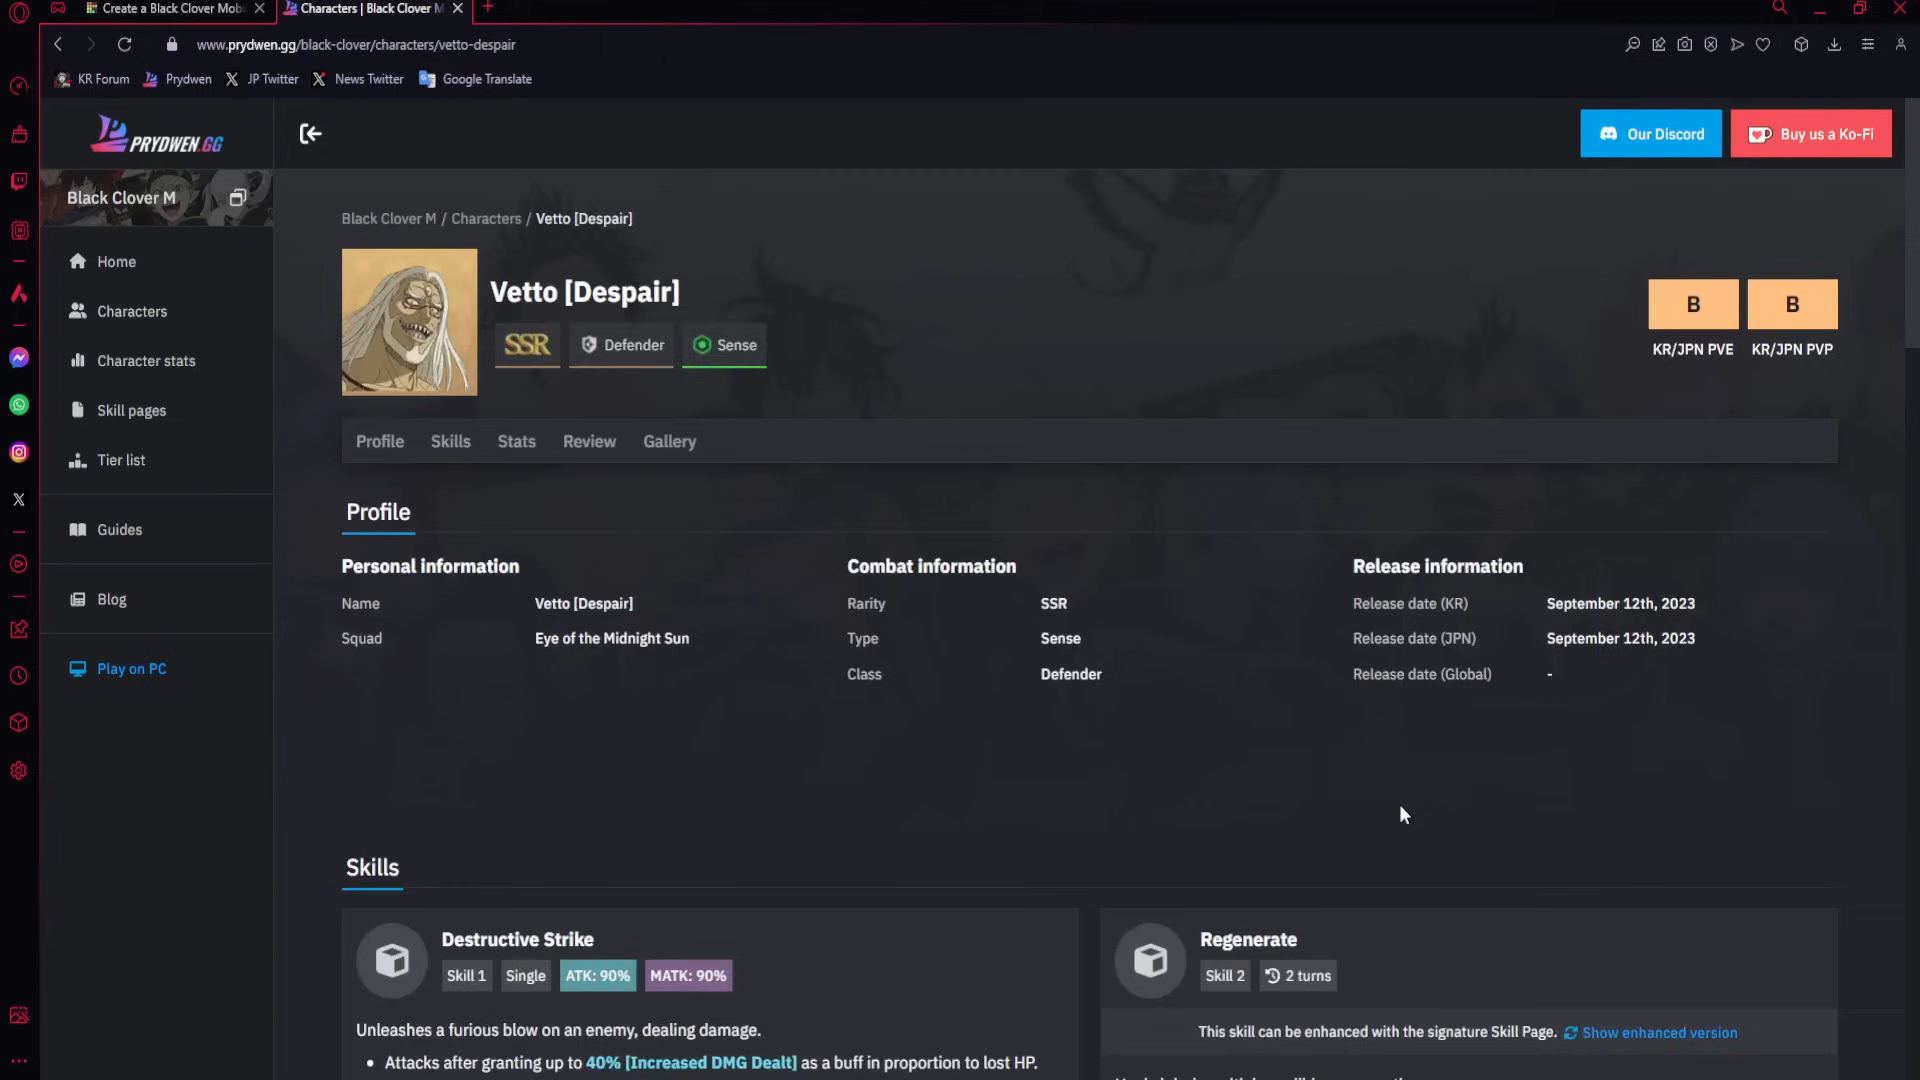 Create a Black Clover Mobi
Characters | Black Clover M
www.prydwen.gg/black-clover/characters/vetto-despair
KR Forum
Prydwen
JP Twitter
News Twitter
Google Translate
PRYDWEN.GG
Our Discord
Buy us a Ko-Fi
Black Clover M
Home
Characters
Character stats
Skill pages
Tier list
Guides
Blog
Play on PC
Black Clover M / Characters / Vetto [Despair]
Vetto [Despair]
SSR
Defender
Sense
B
KR/JPN PVE
B
KR/JPN PVP
Profile
Skills
Stats
Review
Gallery
Profile
Personal information
Name Vetto [Despair]
Squad Eye of the Midnight Sun
Combat information
Rarity SSR
Type Sense
Class Defender
Release information
Release date (KR) September 12th, 2023
Release date (JPN) September 12th, 2023
Release date (Global) -
Skills
Destructive Strike
Skill 1 Single ATK: 90% MATK: 90%
Unleashes a furious blow on an enemy, dealing damage.
• Attacks after granting up to 40% [Increased DMG Dealt] as a buff in proportion to lost HP.
Regenerate
Skill 2 2 turns
This skill can be enhanced with the signature Skill Page. Show enhanced version